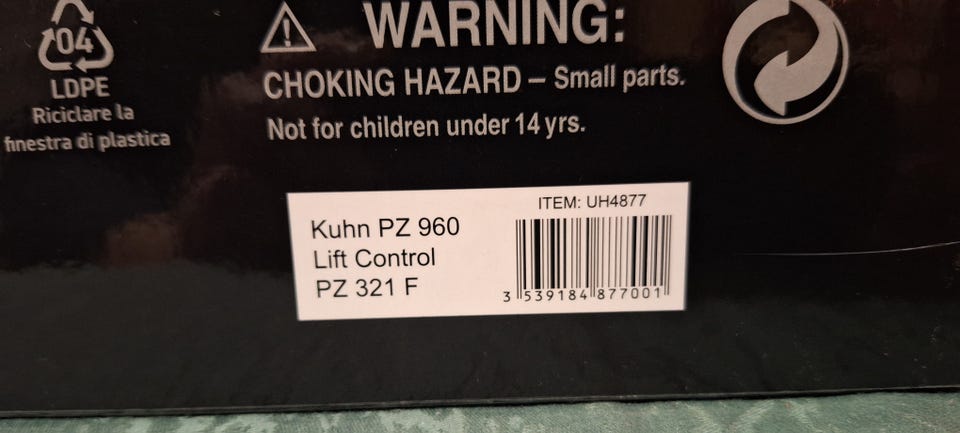 04
LDPE
Riciclare la
finestra di plastica
WARNING:
CHOKING HAZARD – Small parts.
Not for children under 14 yrs.
Kuhn PZ 960
Lift Control
PZ 321 F
ITEM: UH4877
3 539184 877001